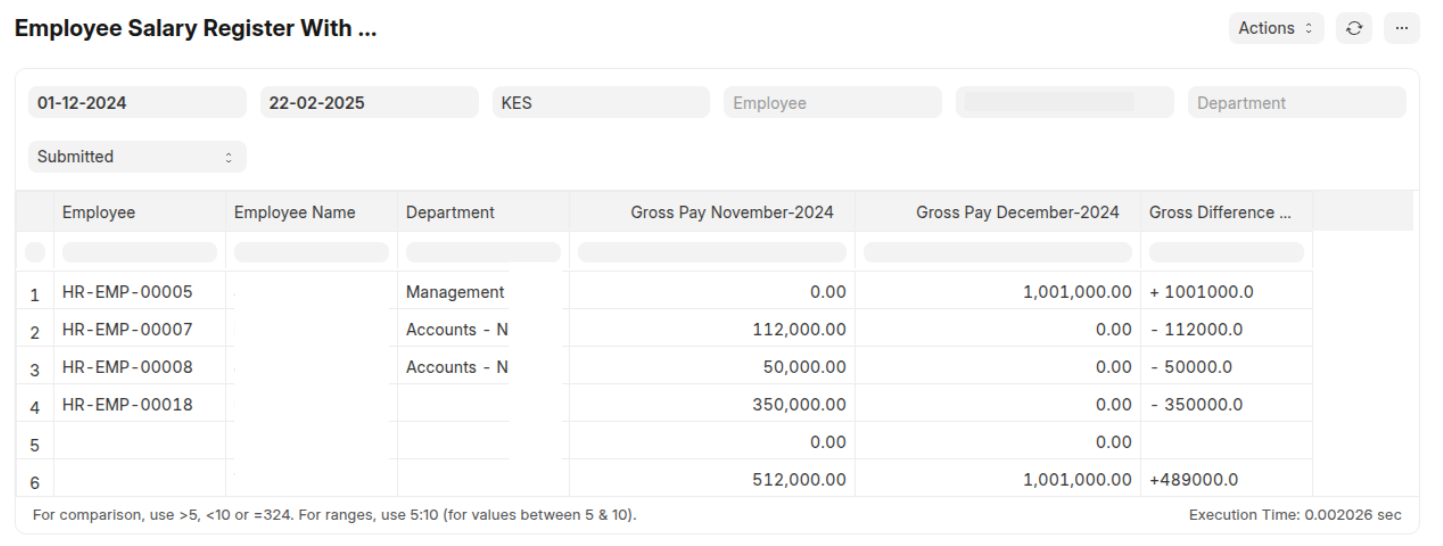 Employee Salary Register With ...
Actions
...
01-12-2024 22-02-2025 KES Employee Department
Submitted
Employee Employee Name Department Gross Pay November-2024 Gross Pay December-2024 Gross Difference ...
1 HR-EMP-00005 Management 0.00 1,001,000.00 + 1001000.0
2 HR-EMP-00007 Accounts - N 112,000.00 0.00 - 112000.0
3 HR-EMP-00008 Accounts - N 50,000.00 0.00 - 50000.0
4 HR-EMP-00018 350,000.00 0.00 - 350000.0
5 0.00 0.00
6 512,000.00 1,001,000.00 +489000.0
For comparison, use >5, <10 or =324. For ranges, use 5:10 (for values between 5 & 10). Execution Time: 0.002026 sec